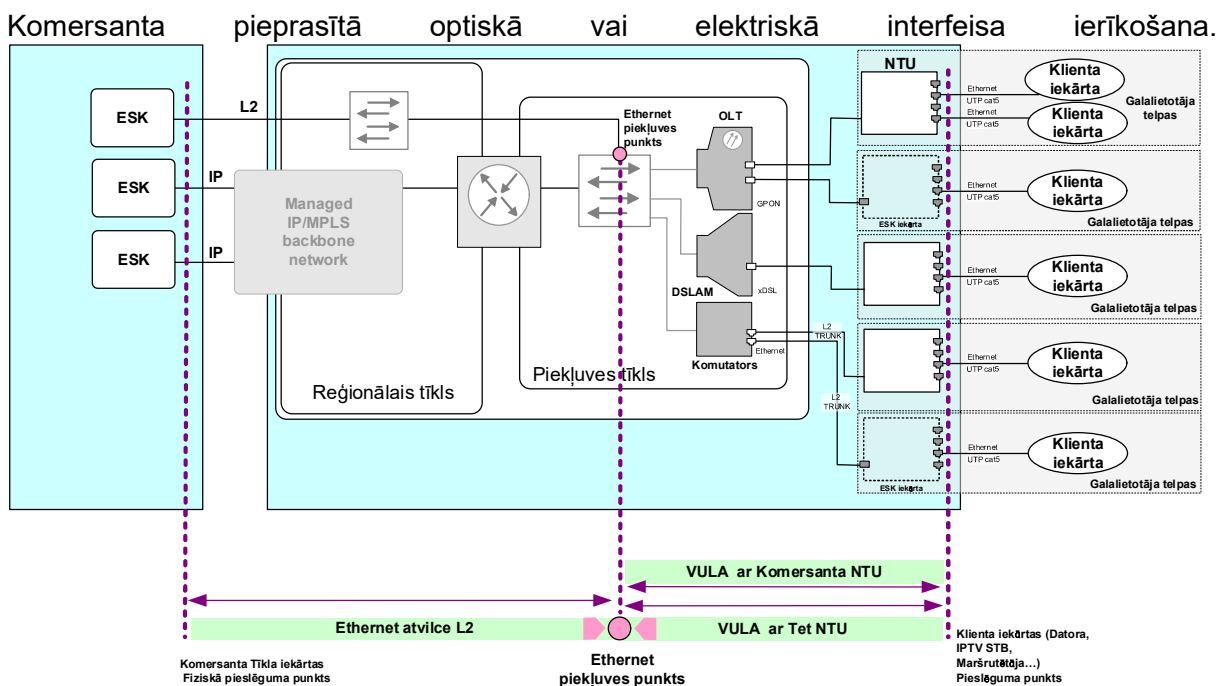 Komersanta pieprasītā optiskā vai elektriskā interfeisa ierīkošana.
ESK
L2
ESK
IP
ESK
IP
Managed
IP/MPLS
backbone
network
Reģionālais tīkls
Ethernet
piekļuves
punkts
OLT
GPON
DSLAM
xDSL
Komutators
Ethernet
Piekļuves tīkls
L2
TRUNK
L2
TRUNK
NTU
Ethernet
UTP cat5
Ethernet
UTP cat5
Klienta
iekārta
Klienta
iekārta
Galalietotāja
telpas
ESK iekārta
Ethernet
UTP cat5
Klienta
iekārta
Galalietotāja telpas
Ethernet
UTP cat5
Klienta
iekārta
Galalietotāja telpas
Ethernet
UTP cat5
Klienta
iekārta
Galalietotāja telpas
ESK iekārta
Ethernet
UTP cat5
Klienta
iekārta
Galalietotāja telpas
VULA ar Komersanta NTU
Ethernet atvilce L2
VULA ar Tet NTU
Komersanta Tīkla iekārtas
Fiziskā pieslēguma punkts
Ethernet
piekļuves punkts
Klienta iekārtas (Datora,
IPTV STB,
Maršrutētāja...)
Pieslēguma punkts